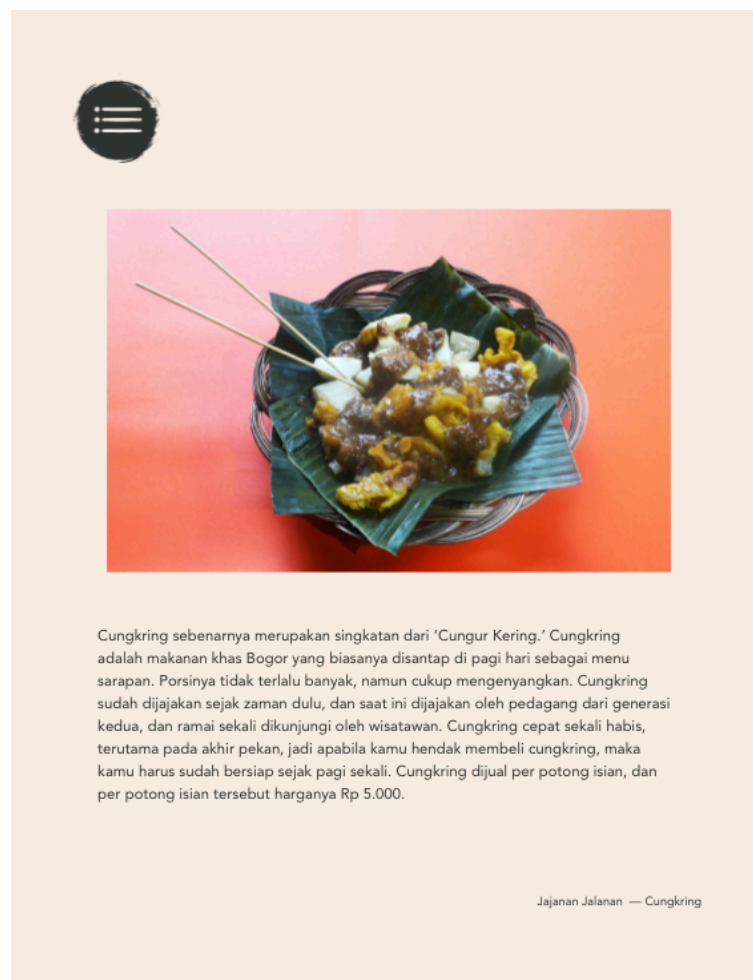 Cungkring sebenarnya merupakan singkatan dari ‘Cungur Kering.’ Cungkring
adalah makanan khas Bogor yang biasanya disantap di pagi hari sebagai menu
sarapan. Porsinya tidak terlalu banyak, namun cukup mengenyangkan. Cungkring
sudah dijajakan sejak zaman dulu, dan saat ini dijajakan oleh pedagang dari generasi
kedua, dan ramai sekali dikunjungi oleh wisatawan. Cungkring cepat sekali habis,
terutama pada akhir pekan, jadi apabila kamu hendak membeli cungkring, maka
kamu harus sudah bersiap sejak pagi sekali. Cungkring dijual per potong isian, dan
per potong isian tersebut harganya Rp 5.000.
Jajanan Jalanan — Cungkring